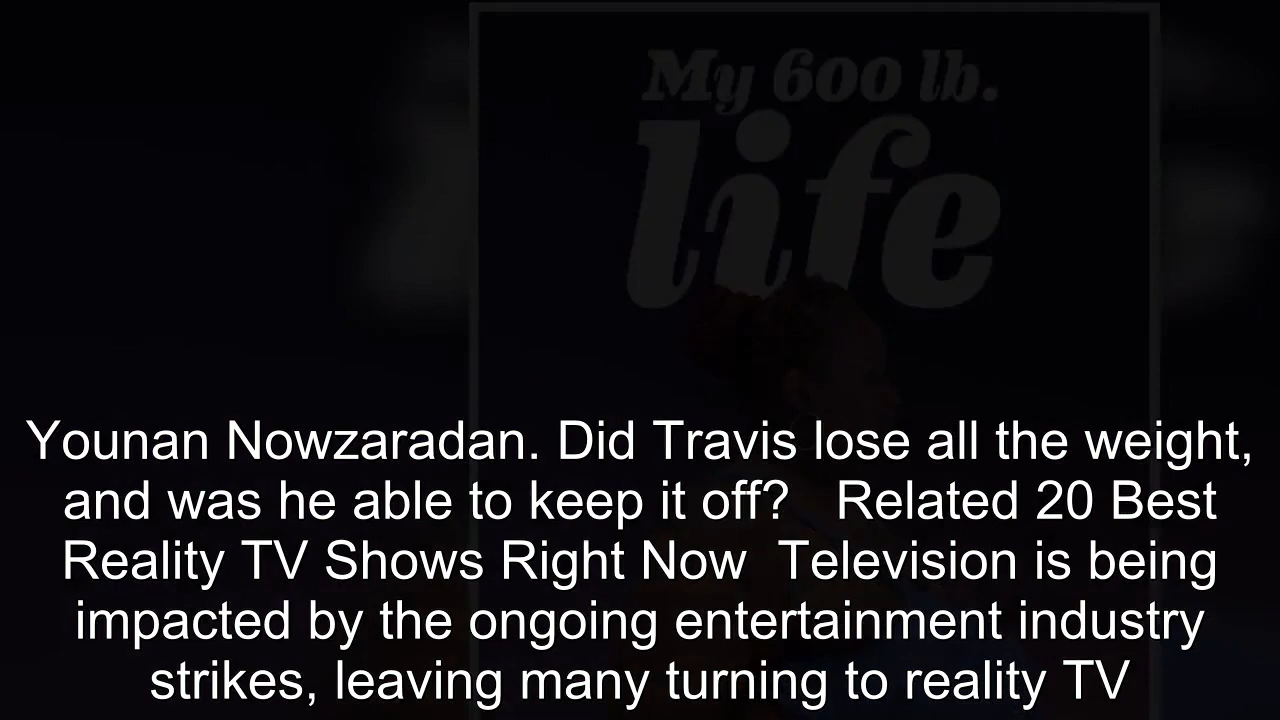 My 600 lb.
life
Younan Nowzaradan. Did Travis lose all the weight,
and was he able to keep it off?   Related 20 Best
Reality TV Shows Right Now  Television is being
impacted by the ongoing entertainment industry
strikes, leaving many turning to reality TV